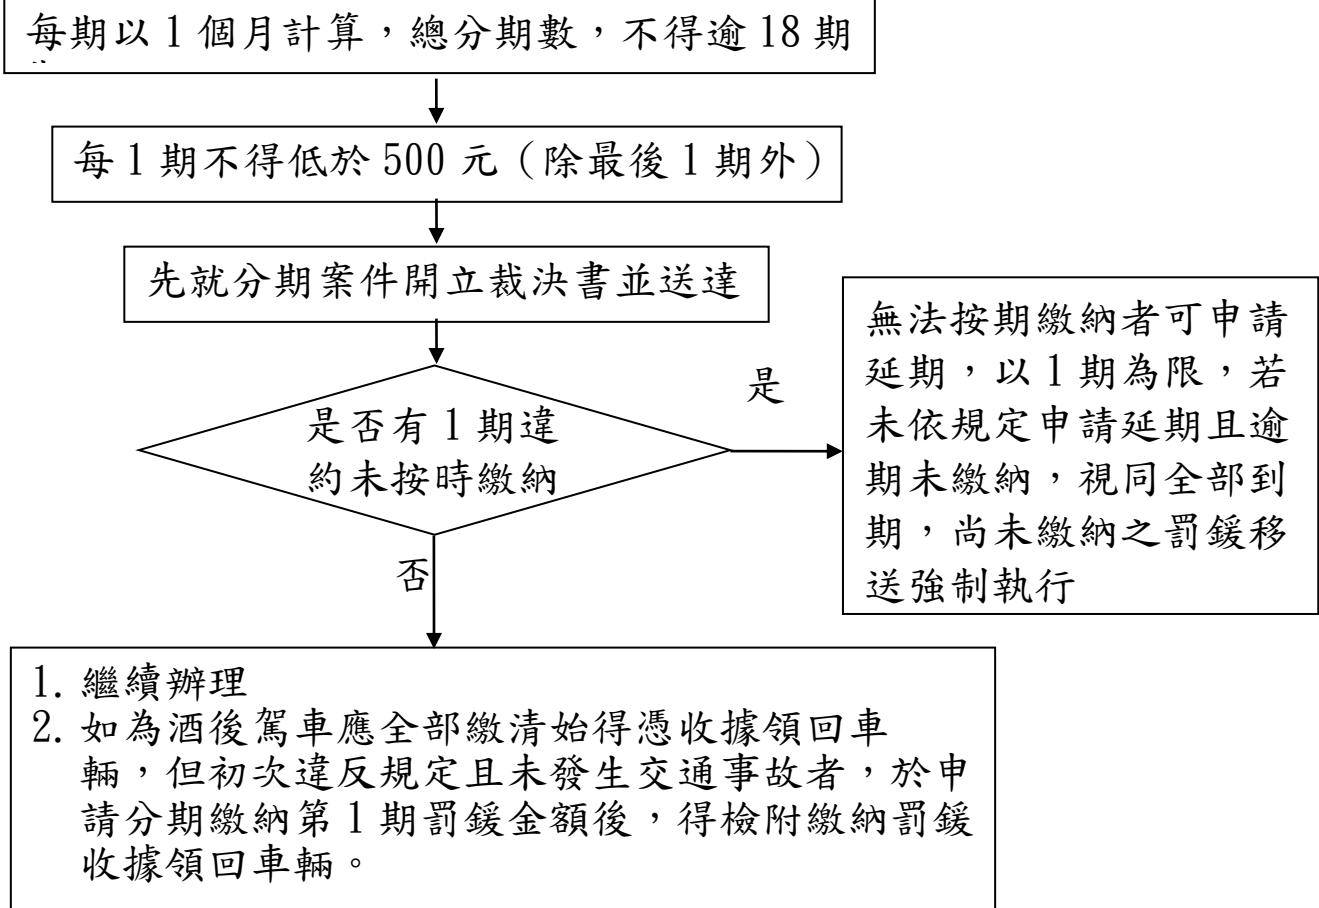 每期以 1 個月計算，總分期數，不得逾 18 期
每 1 期不得低於 500 元（除最後 1 期外）
先就分期案件開立裁決書並送達
無法按期繳納者可申請
延期，以 1 期為限，若
未依規定申請延期且逾
期未繳納，視同全部到
期，尚未繳納之罰鍰移
送強制執行
是
是否有 1 期違
約未按時繳納
否
1. 繼續辦理
2. 如為酒後駕車應全部繳清始得憑收據領回車
輛，但初次違反規定且未發生交通事故者，於申
請分期繳納第 1 期罰鍰金額後，得檢附繳納罰鍰
收據領回車輛。